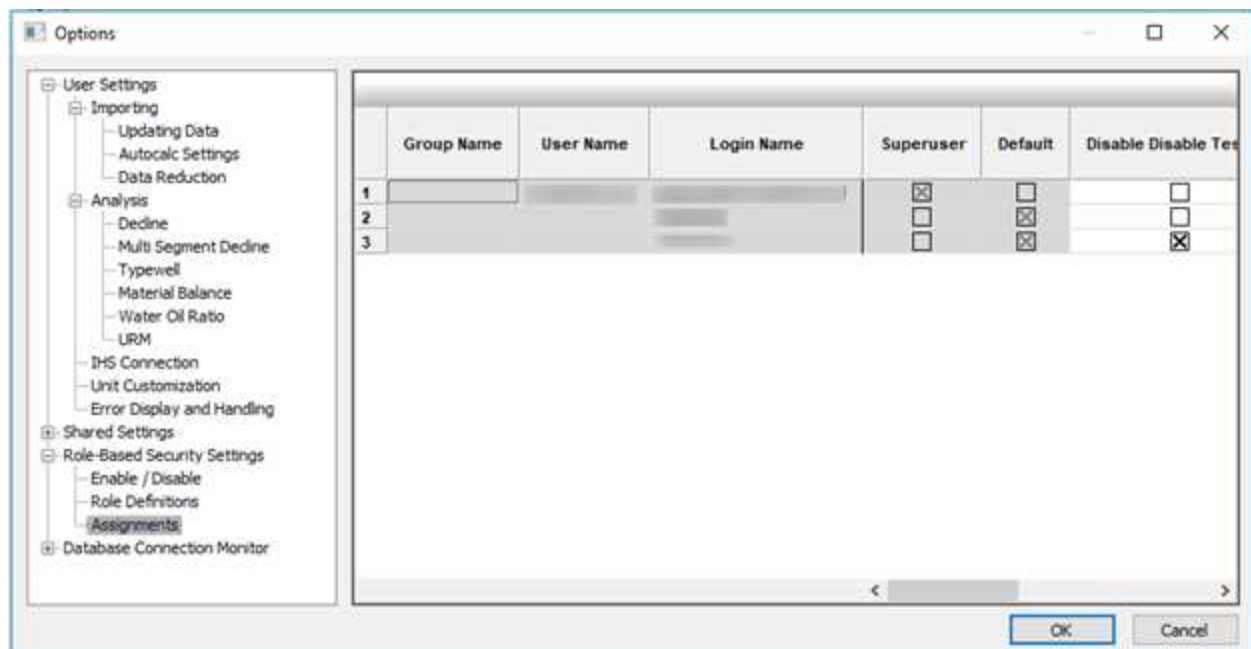 Options
User Settings
Importing
Updating Data
Autocalc Settings
Data Reduction
Analysis
Decline
Multi Segment Decline
Typewell
Material Balance
Water Oil Ratio
URM
IHS Connection
Unit Customization
Error Display and Handling
Shared Settings
Role-Based Security Settings
Enable / Disable
Role Definitions
Assignments
Database Connection Monitor
Group Name User Name Login Name Superuser Default Disable Disable Tes
1
2
3
OK Cancel